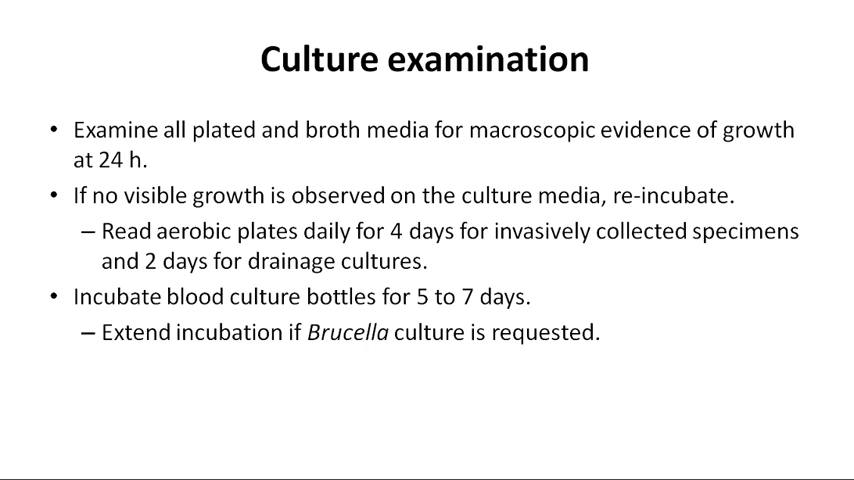 Culture examination
• Examine all plated and broth media for macroscopic evidence of growth
at 24 h.
• If no visible growth is observed on the culture media, re-incubate.
– Read aerobic plates daily for 4 days for invasively collected specimens
and 2 days for drainage cultures.
• Incubate blood culture bottles for 5 to 7 days.
– Extend incubation if Brucella culture is requested.